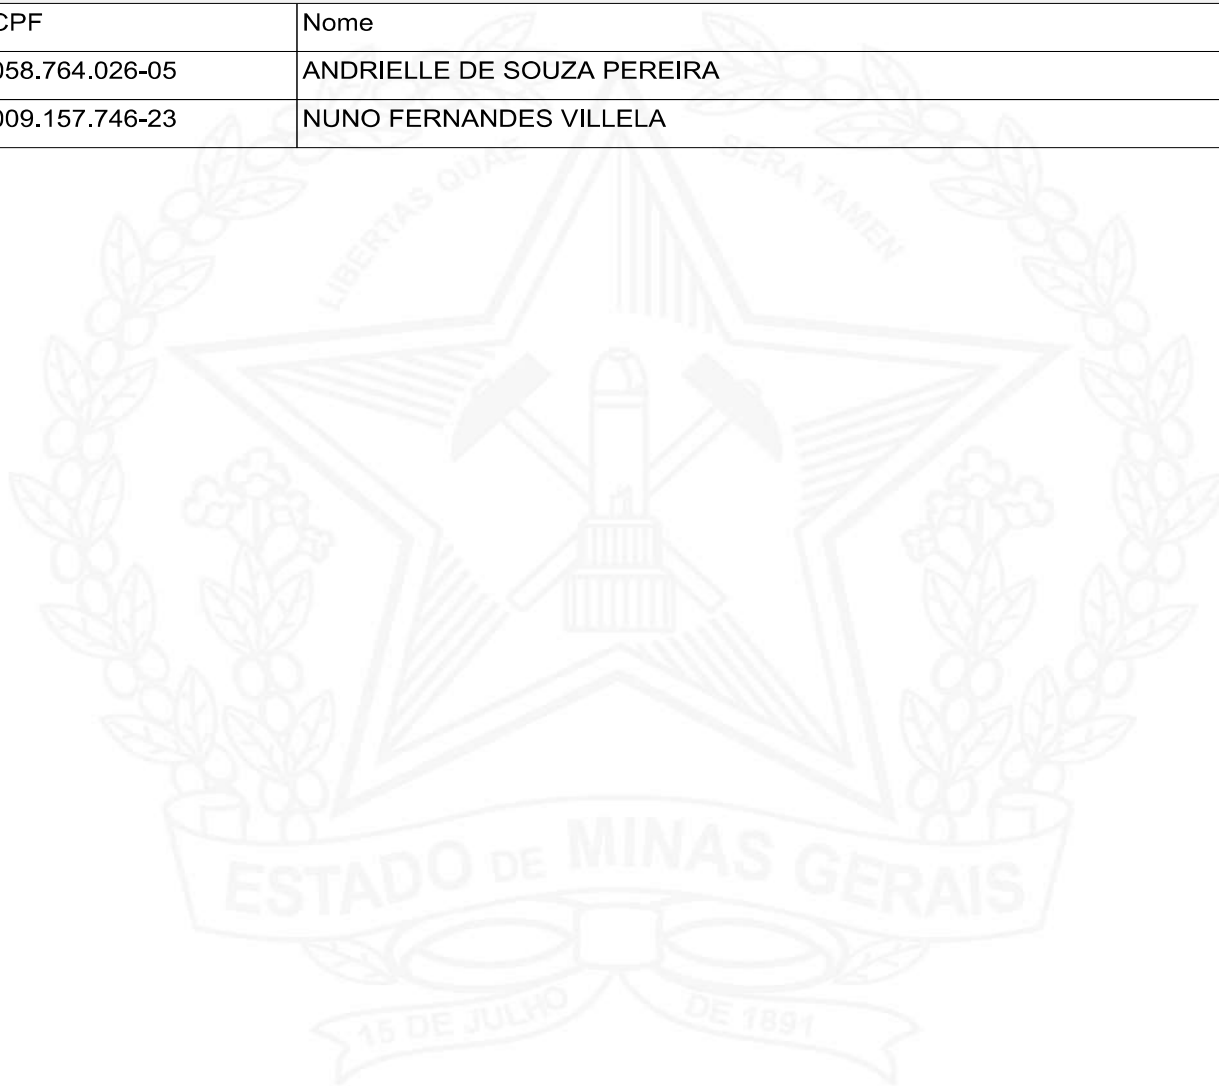 CPF Nome
058.764.026-05 ANDRIELLE DE SOUZA PEREIRA
009.157.746-23 NUNO FERNANDES VILLELA
LIBERTAS QUAE SERA TAMEN
ESTADO DE MINAS GERAIS
15 DE JULHO DE 1891